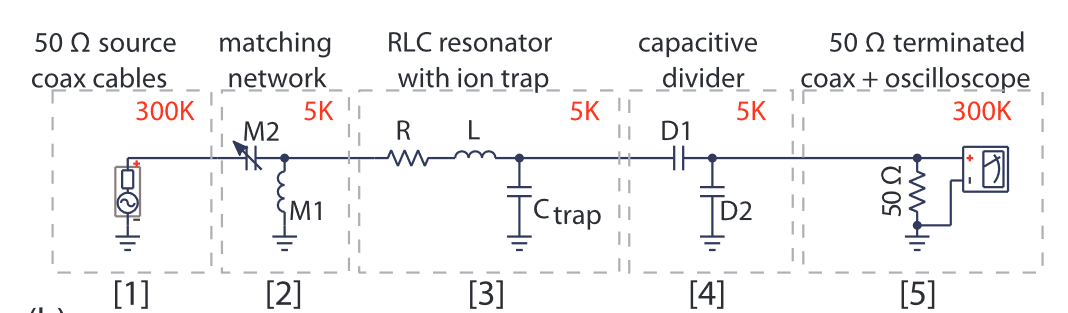 50 Ω source matching RLC resonator capacitive 50 Ω terminated
coax cables network with ion trap divider coax + oscilloscope
300K 5K 5K 5K 300K
M2 R L D1
+ +
-
M1 C trap D2 50 Ω
-
[1] [2] [3] [4] [5]